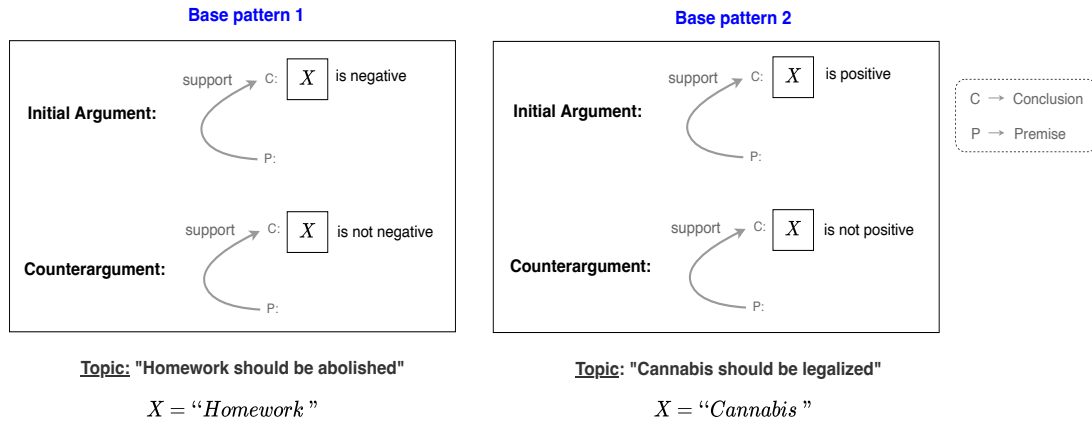 Base pattern 1
support
C: X is negative
Initial Argument:
P:
support
C: X is not negative
Counterargument:
P:
Topic: "Homework should be abolished"
X = “Homework ”
Base pattern 2
support
C: X is positive
Initial Argument:
P:
support
C: X is not positive
Counterargument:
P:
Topic: "Cannabis should be legalized"
X = “Cannabis ”
C → Conclusion
P → Premise